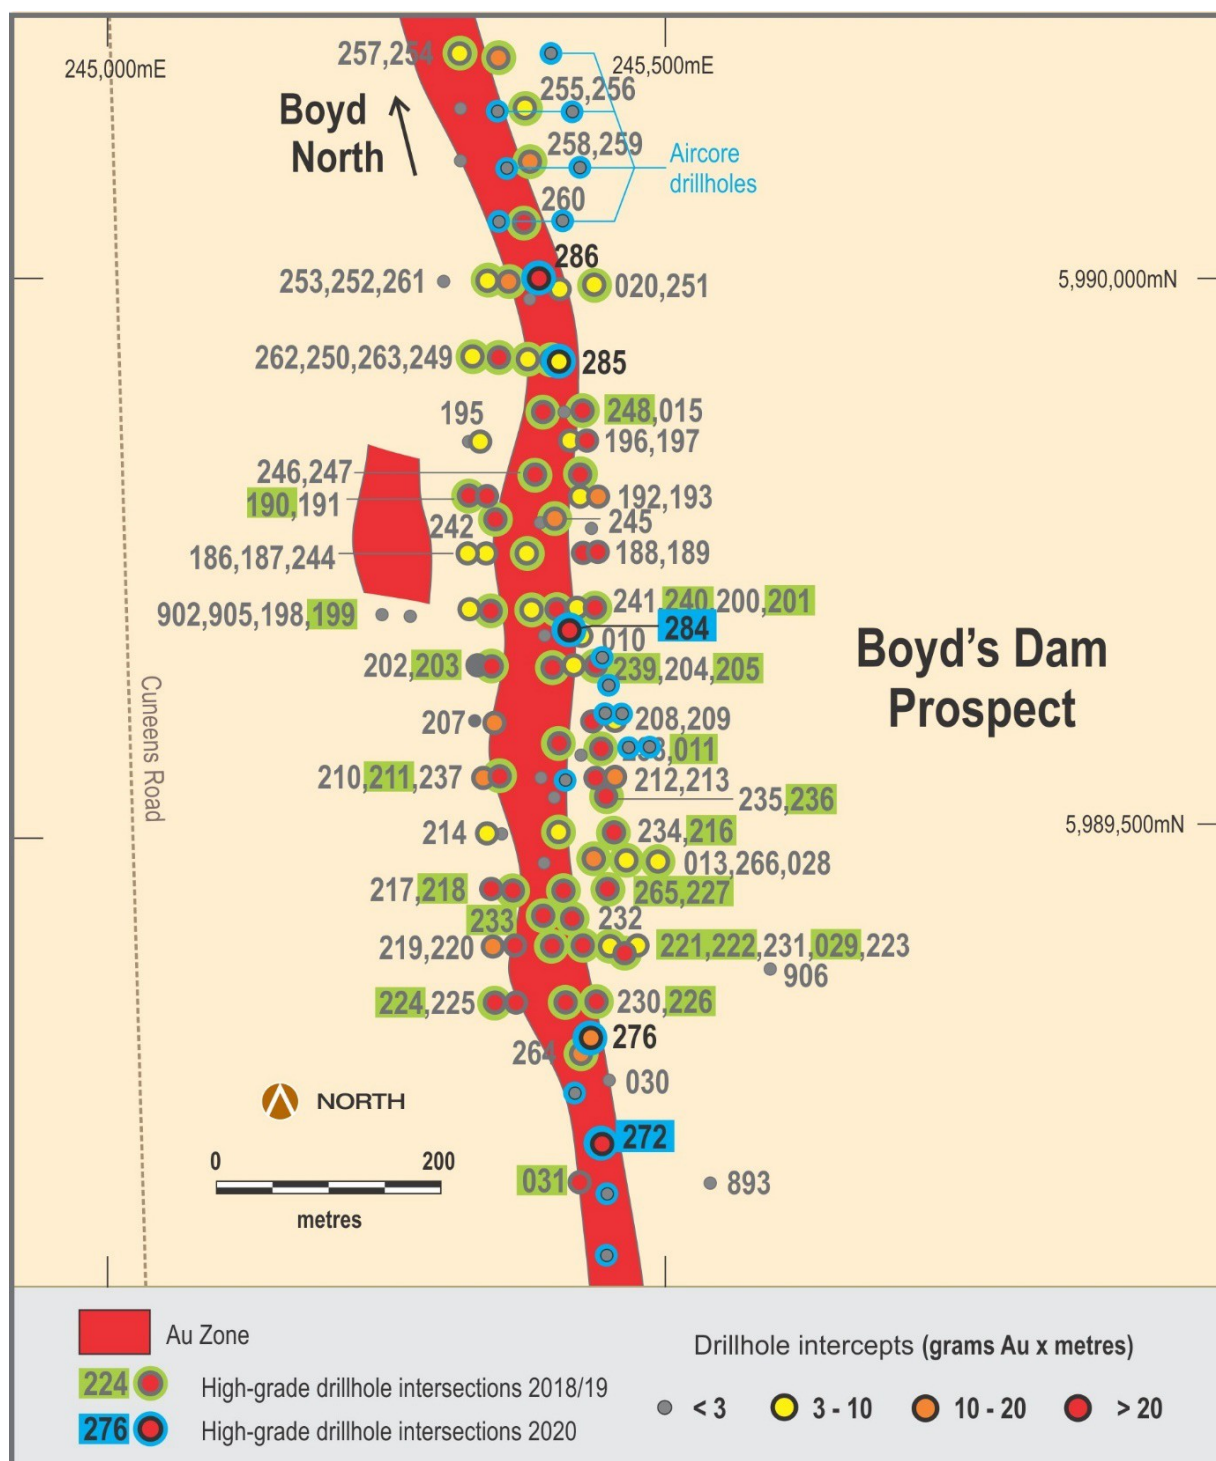 245,000mE
257,254
245,500mE
Boyd
North
255,256
258,259
Aircore
drillholes
260
286
253,252,261
020,251
5,990,000mN
262,250,263,249
285
248,015
195
196,197
246,247
190,191
192,193
242
245
186,187,244
188,189
902,905,198,199
241,240,200,201
284
010
Boyd's Dam
Prospect
202,203
239,204,205
Cuneens Road
207
208,209
011
210,211,237
212,213
235,236
214
234,216
5,989,500mN
013,266,028
217,218
265,227
233
232
219,220
221,222,231,029,223
906
224,225
230,226
276
264
030
NORTH
272
0
200
metres
031
893
Au Zone
224
High-grade drillhole intersections 2018/19
276
High-grade drillhole intersections 2020
Drillhole intercepts (grams Au x metres)
< 3
3 - 10
10 - 20
> 20